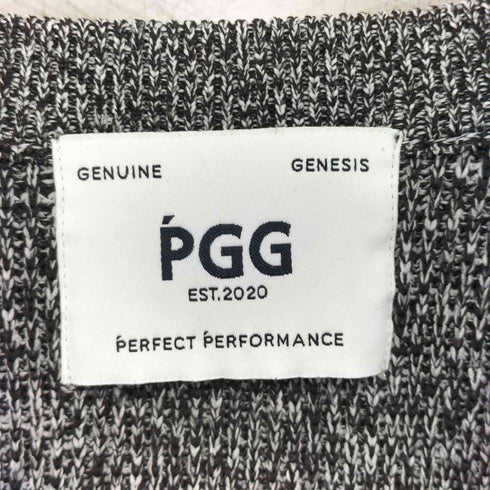 GENUINE GENESIS
ṔGG
EST.2020
ṔERFECT ṔERFORMANCE